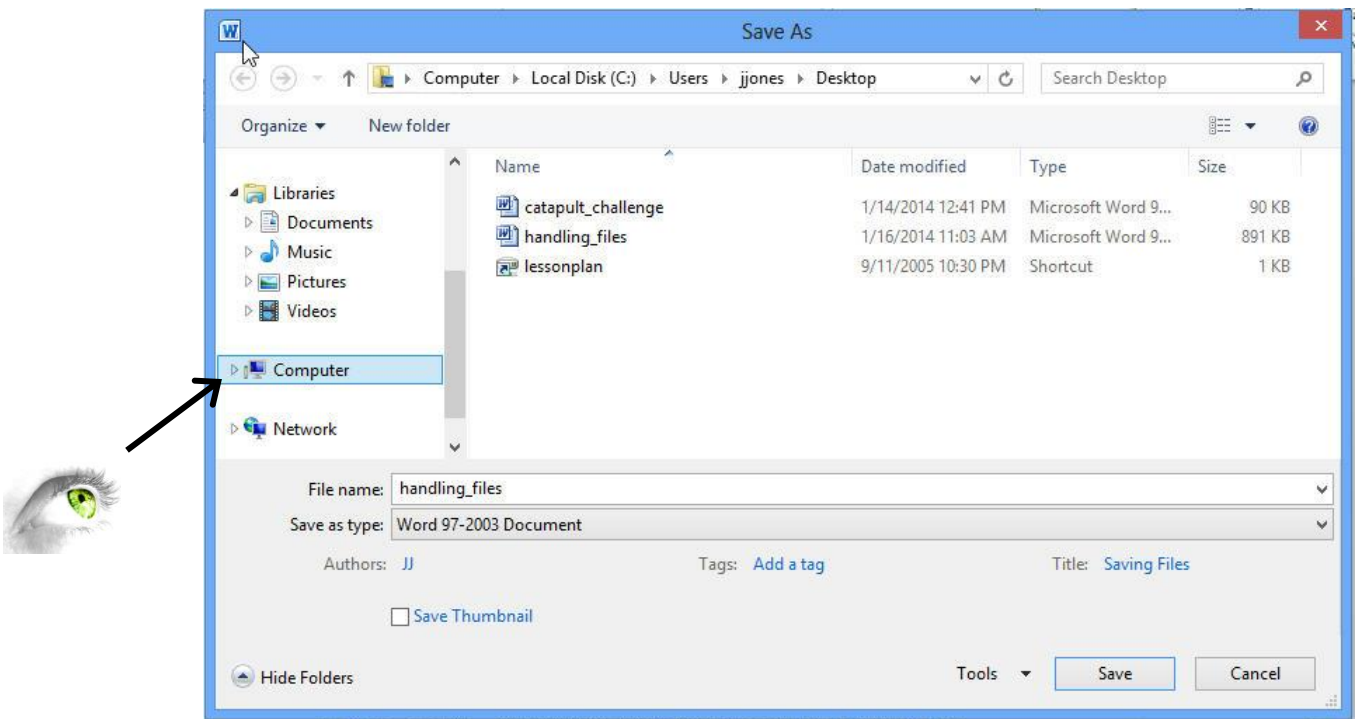 Save As
Computer Local Disk (C:) Users jjones Desktop Search Desktop
Organize New folder
Name Date modified Type Size
Libraries
Documents
Music
Pictures
Videos
Computer
Network
catapult_challenge 1/14/2014 12:41 PM Microsoft Word 9... 90 KB
handling_files 1/16/2014 11:03 AM Microsoft Word 9... 891 KB
lessonplan 9/11/2005 10:30 PM Shortcut 1 KB
File name: handling_files
Save as type: Word 97-2003 Document
Authors: JJ Tags: Add a tag Title: Saving Files
Save Thumbnail
Hide Folders Tools Save Cancel